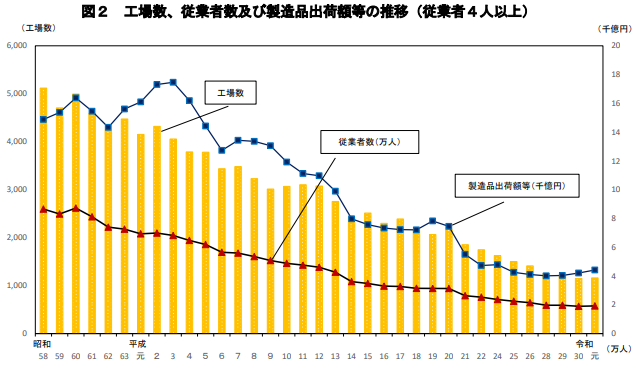 図２　工場数、従業者数及び製造品出荷額等の推移（従業者４人以上）
（工場数）
（千億円）
6,000
5,000
4,000
3,000
2,000
1,000
0
20
18
16
14
12
10
8
6
4
2
0
工場数
従業者数(万人)
製造品出荷額等(千億円)
昭和 平成 令和
58 59 60 61 62 63 元 2 3 4 5 6 7 8 9 10 11 12 13 14 15 16 17 18 19 20 21 22 24 25 26 28 29 30 元
（万人）